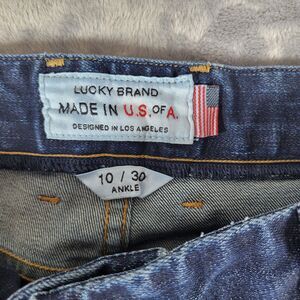 LUCKY BRAND
MADE IN U.S. OF A.
DESIGNED IN LOS ANGELES
10 / 30
ANKLE